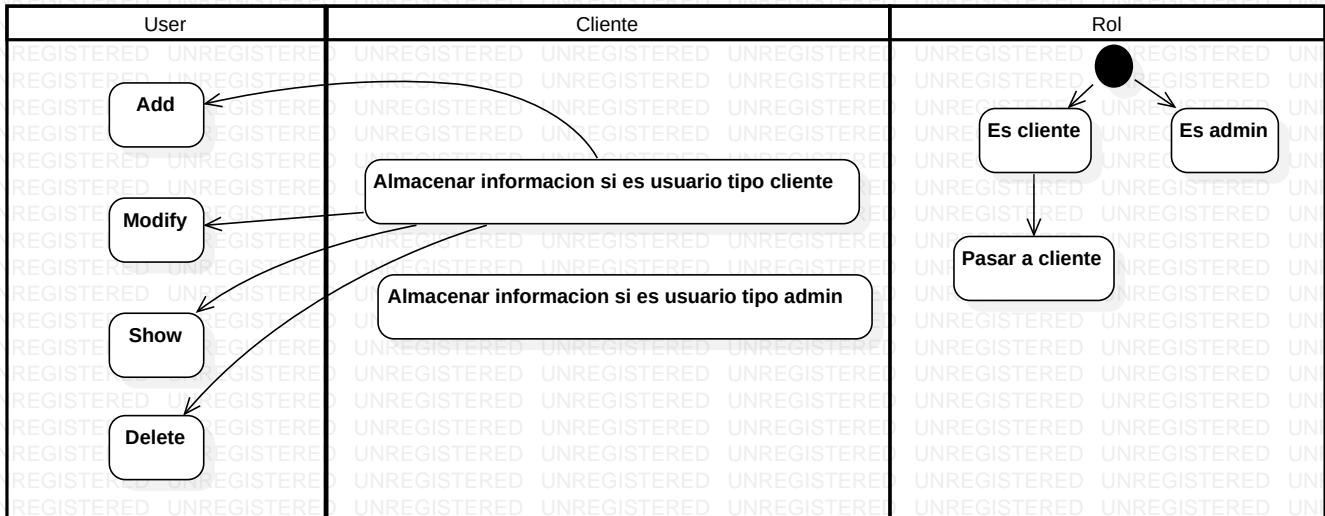 User
Cliente
Rol
Add
Modify
Show
Delete
Almacenar informacion si es usuario tipo cliente
Almacenar informacion si es usuario tipo admin
Es cliente
Es admin
Pasar a cliente
UNREGISTERED